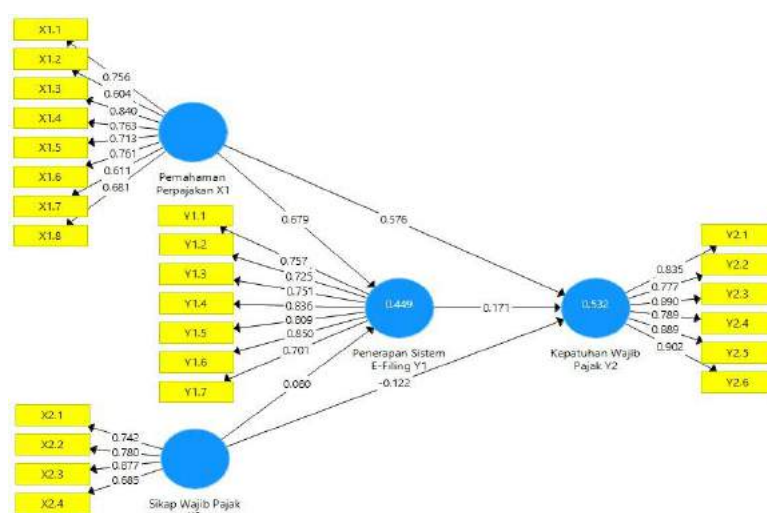 X1.1
X1.2
X1.3
X1.4
X1.5
X1.6
X1.7
X1.8
0.756
0.604
0.840
0.763
0.713
0.761
0.611
0.681
Pemahaman
Perpajakan X1
0.679
0.576
Y1.1
Y1.2
Y1.3
Y1.4
Y1.5
Y1.6
Y1.7
0.757
0.725
0.751
0.836
0.809
0.850
0.701
0.449
Penerapan Sistem
E-Filing Y1
0.171
0.532
Kepatuhan Wajib
Pajak Y2
0.835
0.777
0.890
0.789
0.889
0.902
Y2.1
Y2.2
Y2.3
Y2.4
Y2.5
Y2.6
0.080
-0.122
X2.1
X2.2
X2.3
X2.4
0.742
0.780
0.877
0.685
Sikap Wajib Pajak